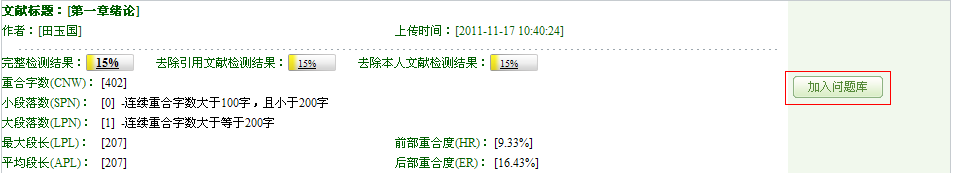 文献标题：[第一章绪论]
作者：[田玉国] 上传时间：[2011-11-17 10:40:24]
完整检测结果： 15% 去除引用文献检测结果： 15% 去除本人文献检测结果： 15%
重合字数(CNW)： [402]
加入问题库
小段落数(SPN)： [0] -连续重合字数大于100字，且小于200字
大段落数(LPN)： [1] -连续重合字数大于等于200字
最大段长(LPL)： [207] 前部重合度(HR)： [9.33%]
平均段长(APL)： [207] 后部重合度(ER)： [16.43%]